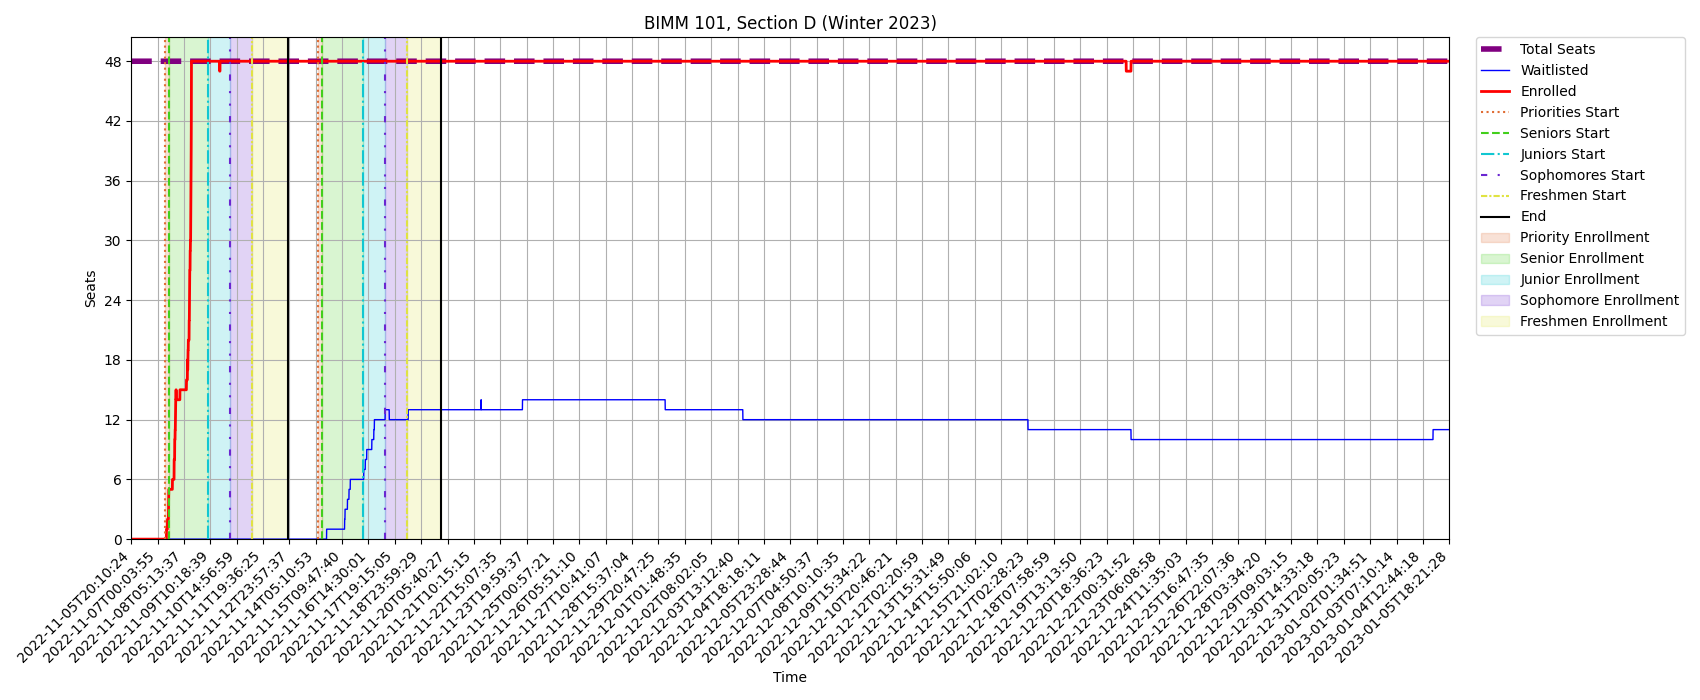 BIMM 101, Section D (Winter 2023)
Seats
48
42
36
30
24
18
12
6
0
2022-11-05T20:10:24
2022-11-07T00:03:55
2022-11-08T05:13:37
2022-11-09T10:18:39
2022-11-10T14:56:59
2022-11-11T19:36:25
2022-11-12T23:57:37
2022-11-14T05:10:53
2022-11-15T09:47:40
2022-11-16T14:30:01
2022-11-17T19:15:05
2022-11-18T23:59:29
2022-11-20T05:40:27
2022-11-21T10:15:15
2022-11-22T15:07:35
2022-11-23T19:59:37
2022-11-25T00:57:21
2022-11-26T05:51:10
2022-11-27T10:41:07
2022-11-28T15:37:04
2022-11-29T20:47:25
2022-12-01T01:48:35
2022-12-02T08:02:05
2022-12-03T13:12:40
2022-12-04T18:18:11
2022-12-05T23:28:44
2022-12-07T04:50:37
2022-12-08T10:10:35
2022-12-09T15:34:22
2022-12-10T20:46:21
2022-12-12T02:20:59
2022-12-13T15:31:49
2022-12-14T15:50:06
2022-12-15T21:02:10
2022-12-17T02:28:23
2022-12-18T07:58:59
2022-12-19T13:13:50
2022-12-20T18:36:23
2022-12-22T00:31:52
2022-12-23T06:08:58
2022-12-24T11:35:03
2022-12-25T16:47:35
2022-12-26T22:07:36
2022-12-28T03:34:20
2022-12-29T09:03:15
2022-12-30T14:33:18
2022-12-31T20:05:23
2023-01-02T01:34:51
2023-01-03T07:10:14
2023-01-04T12:44:18
2023-01-05T18:21:28
Time
Total Seats
Waitlisted
Enrolled
Priorities Start
Seniors Start
Juniors Start
Sophomores Start
Freshmen Start
End
Priority Enrollment
Senior Enrollment
Junior Enrollment
Sophomore Enrollment
Freshmen Enrollment